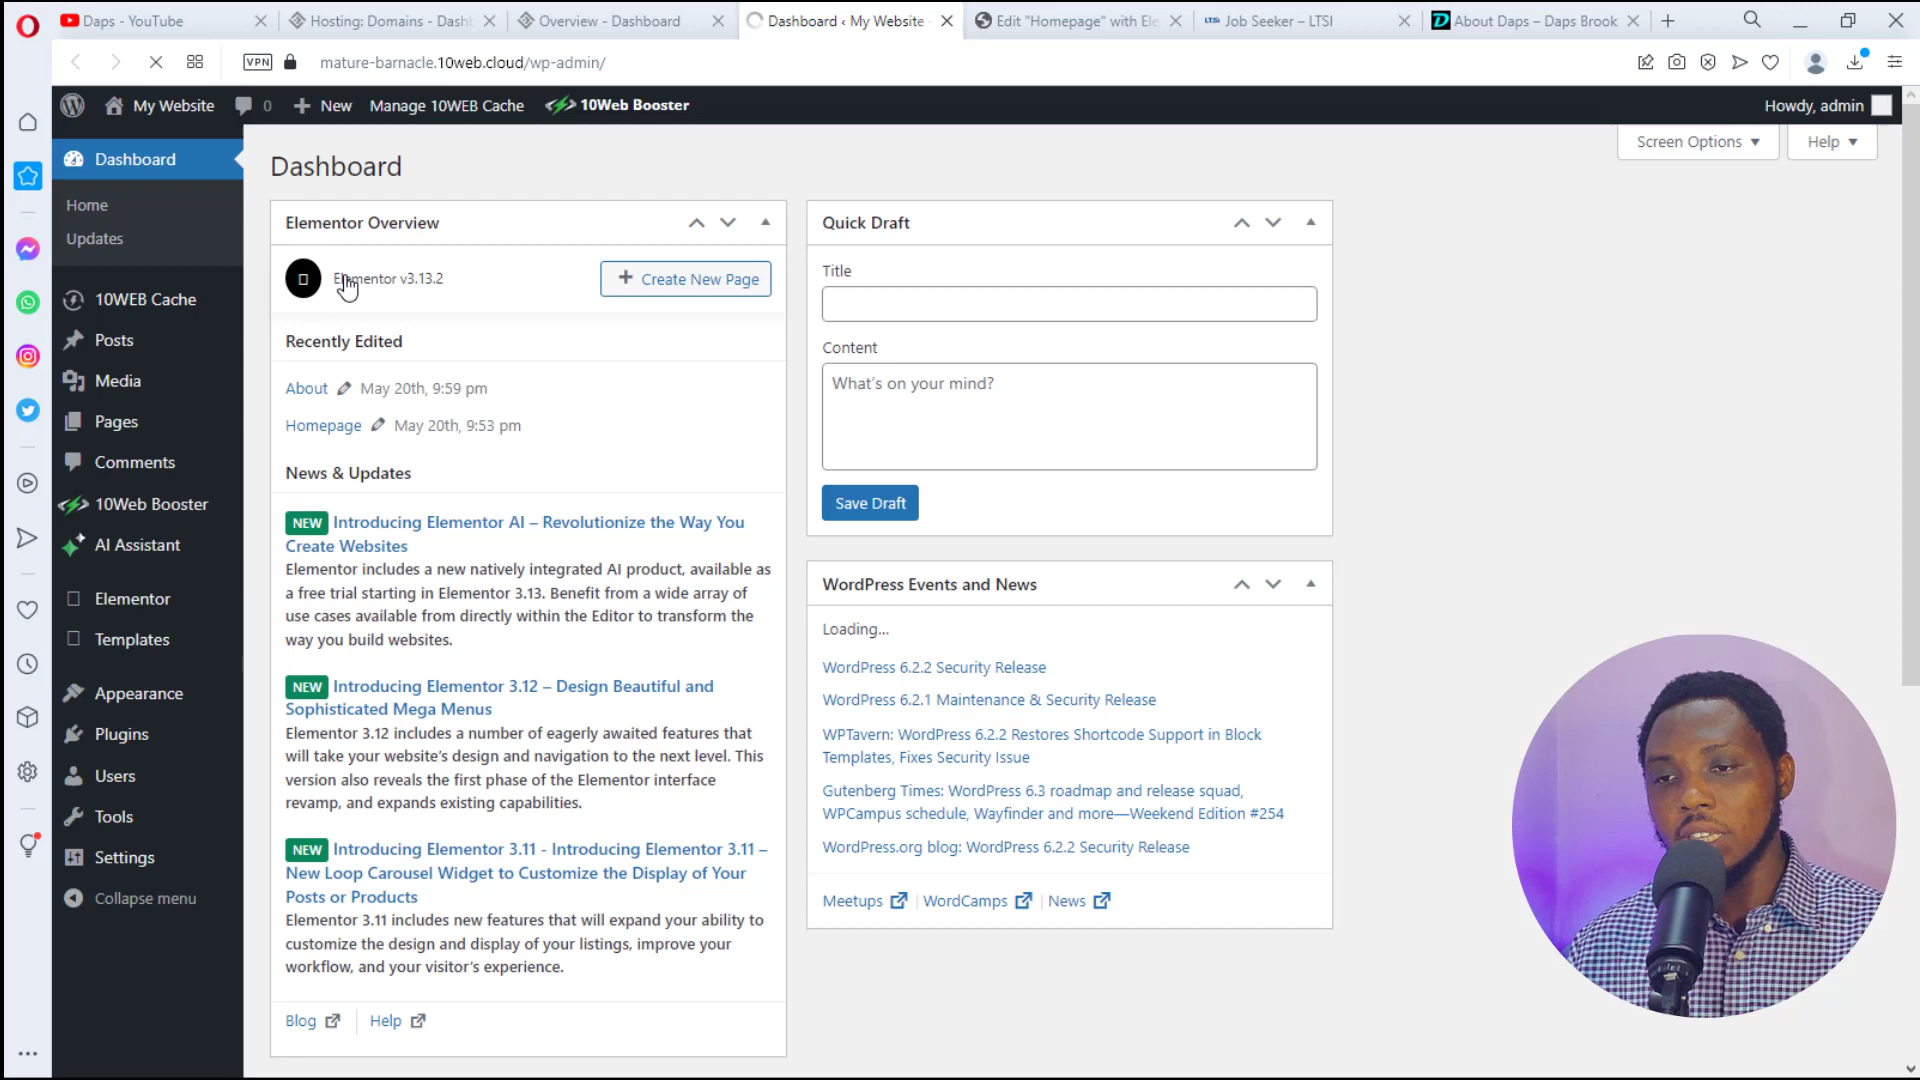 Daps - YouTube
Hosting: Domains - Dash
Overview - Dashboard
Dashboard ‹ My Website
Edit "Homepage" with Ele
LTSI Job Seeker – LTSI
About Daps – Daps Brook
VPN
mature-barnacle.10web.cloud/wp-admin/
My Website
0
New
Manage 10WEB Cache
10Web Booster
Howdy, admin
Dashboard
Home
Updates
10WEB Cache
Posts
Media
Pages
Comments
10Web Booster
AI Assistant
Elementor
Templates
Appearance
Plugins
Users
Tools
Settings
Collapse menu
Screen Options
Help
Dashboard
Elementor Overview
Elementor v3.13.2
Create New Page
Recently Edited
About May 20th, 9:59 pm
Homepage May 20th, 9:53 pm
News & Updates
NEW Introducing Elementor AI – Revolutionize the Way You
Create Websites
Elementor includes a new natively integrated AI product, available as
a free trial starting in Elementor 3.13. Benefit from a wide array of
use cases available from directly within the Editor to transform the
way you build websites.
NEW Introducing Elementor 3.12 – Design Beautiful and
Sophisticated Mega Menus
Elementor 3.12 includes a number of eagerly awaited features that
will take your website's design and navigation to the next level. This
version also reveals the first phase of the Elementor interface
revamp, and expands existing capabilities.
NEW Introducing Elementor 3.11 - Introducing Elementor 3.11 –
New Loop Carousel Widget to Customize the Display of Your
Posts or Products
Elementor 3.11 includes new features that will expand your ability to
customize the design and display of your listings, improve your
workflow, and your visitor's experience.
Blog
Help
Quick Draft
Title
Content
What's on your mind?
Save Draft
WordPress Events and News
Loading...
WordPress 6.2.2 Security Release
WordPress 6.2.1 Maintenance & Security Release
WPTavern: WordPress 6.2.2 Restores Shortcode Support in Block
Templates, Fixes Security Issue
Gutenberg Times: WordPress 6.3 roadmap and release squad,
WPCampus schedule, Wayfinder and more—Weekend Edition #254
WordPress.org blog: WordPress 6.2.2 Security Release
Meetups
WordCamps
News